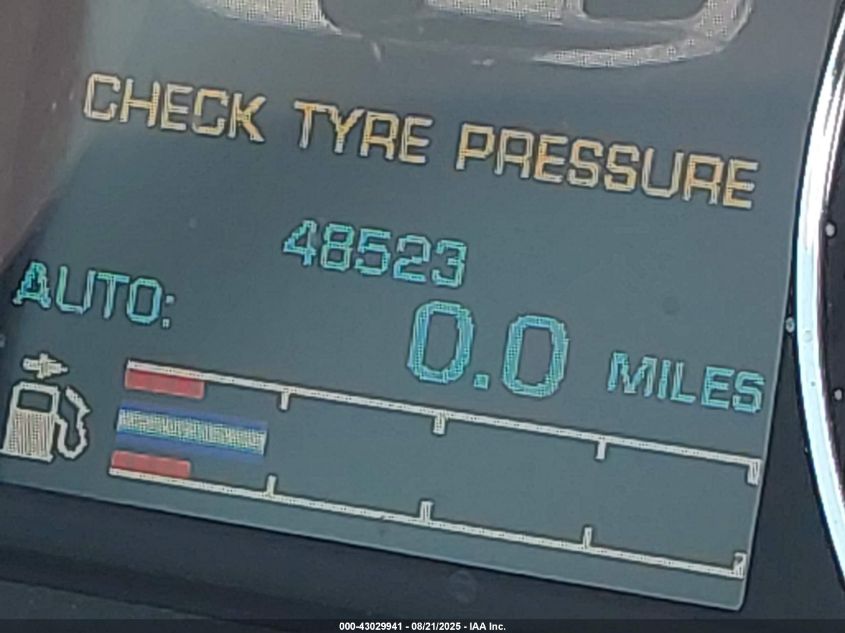 CHECK TYRE PRESSURE
48523
AUTO:
0.0 MILES
000-43029941 - 08/21/2025 - IAA Inc.